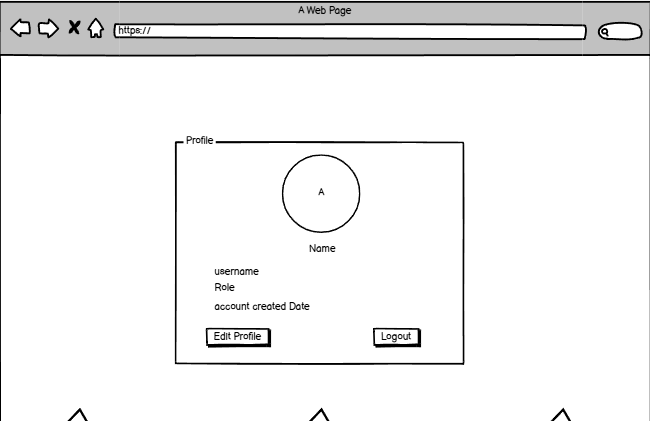 A Web Page
https://
Profile
A
Name
username
Role
account created Date
Edit Profile
Logout